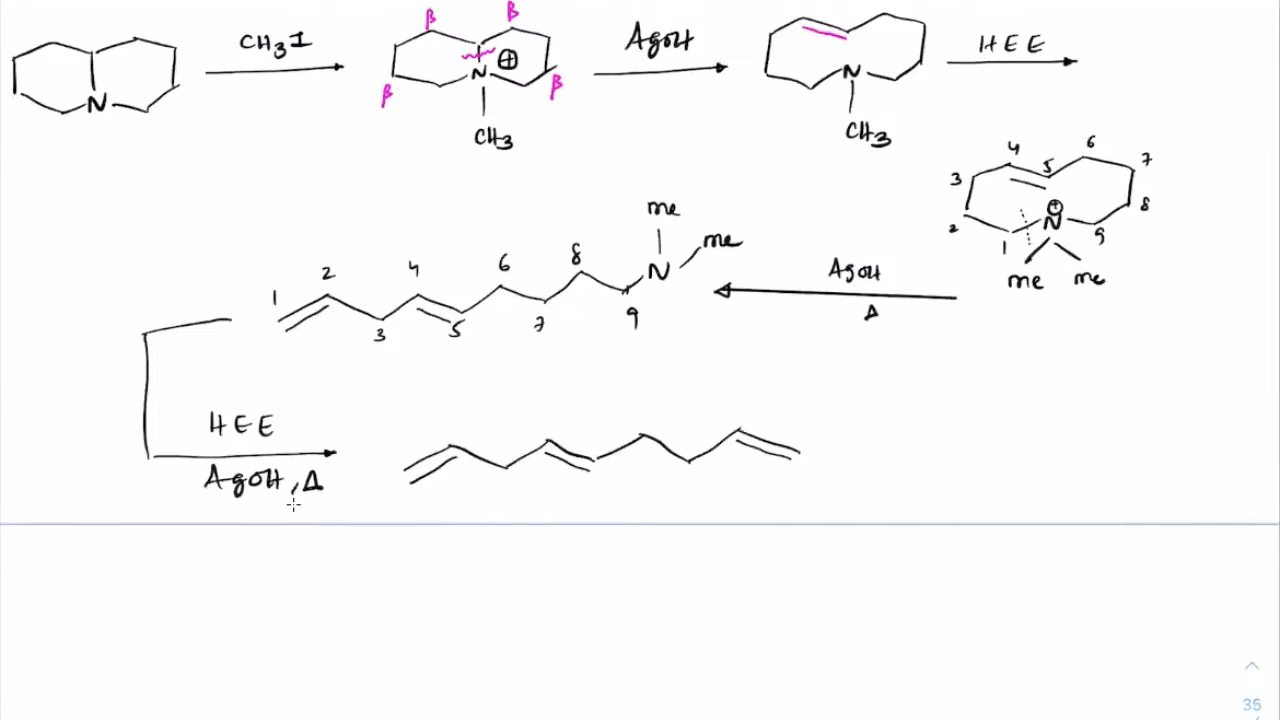 CH3I
β β
AgOH
HEE
N
N ⊕
β β
CH3
N
CH3
4 5 6 7
3
8
2
1
N ⊕
9
me me
me
me
N
1 2 3 4 5 6 7 8 9
AgOH
Δ
HEE
AgOH, Δ
35